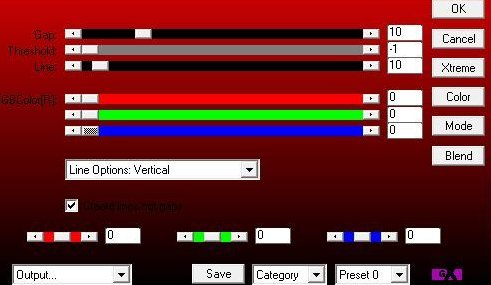 OK
Gap: 10
Cancel
Threshold: -1
Line: 10
Xtreme
Color
BGColor[R]: 0
0
Mode
0
Blend
Line Options: Vertical
0 0 0
Output... Save Category Preset 0